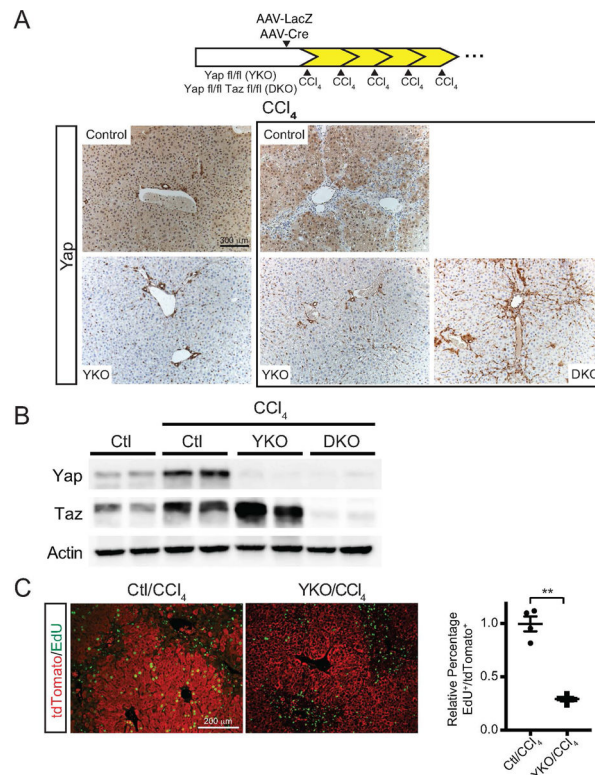 A
AAV-LacZ
AAV-Cre
...
Yap fl/fl (YKO)
Yap fl/fl Taz fl/fl (DKO)
CCl₄ CCl₄ CCl₄ CCl₄ CCl₄
CCl₄
Yap
Control
300 µm
Control
YKO
YKO
DKO
B
CCl₄
Ctl Ctl YKO DKO
Yap
Taz
Actin
C
Ctl/CCl₄ YKO/CCl₄
tdTomato/EdU
200 µm
Relative Percentage
EdU⁺/tdTomato⁺
**
1.0
0.5
0.0
Ctl/CCl₄
YKO/CCl₄